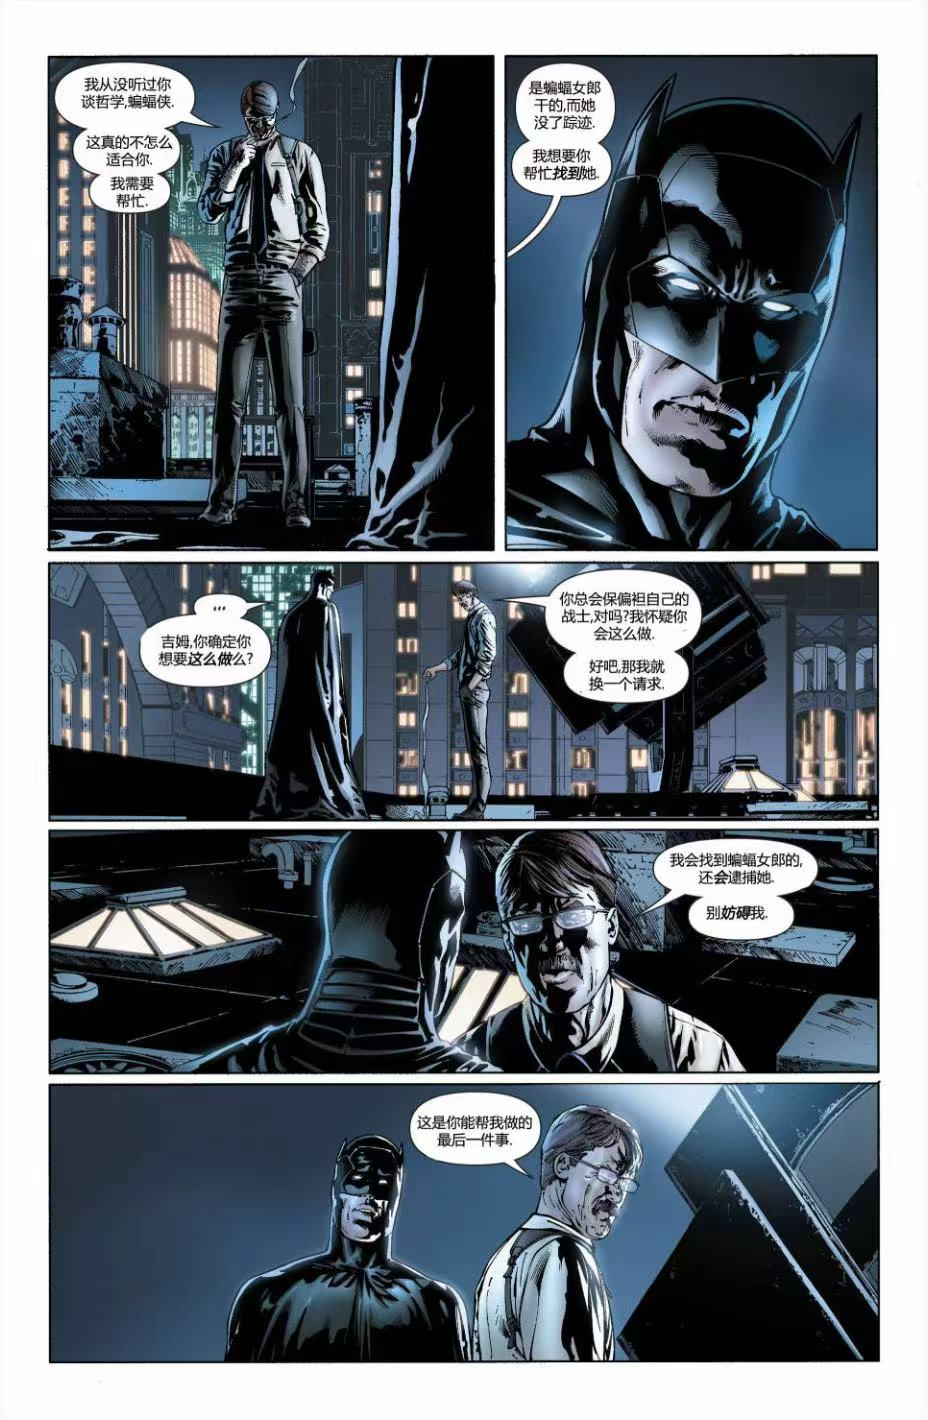 我从没听过你
谈哲学,蝙蝠侠.
这真的不怎么
适合你.
我需要
帮忙.
是蝙蝠女郎
干的,而她
没了踪迹.
我想要你
帮忙找到她.
...
吉姆,你确定你
想要这么做么?
你总会保偏袒自己的
战士,对吗?我怀疑你
会这么做.
好吧,那我就
换一个请求.
我会找到蝙蝠女郎的,
还会逮捕她.
别妨碍我.
这是你能帮我做的
最后一件事.